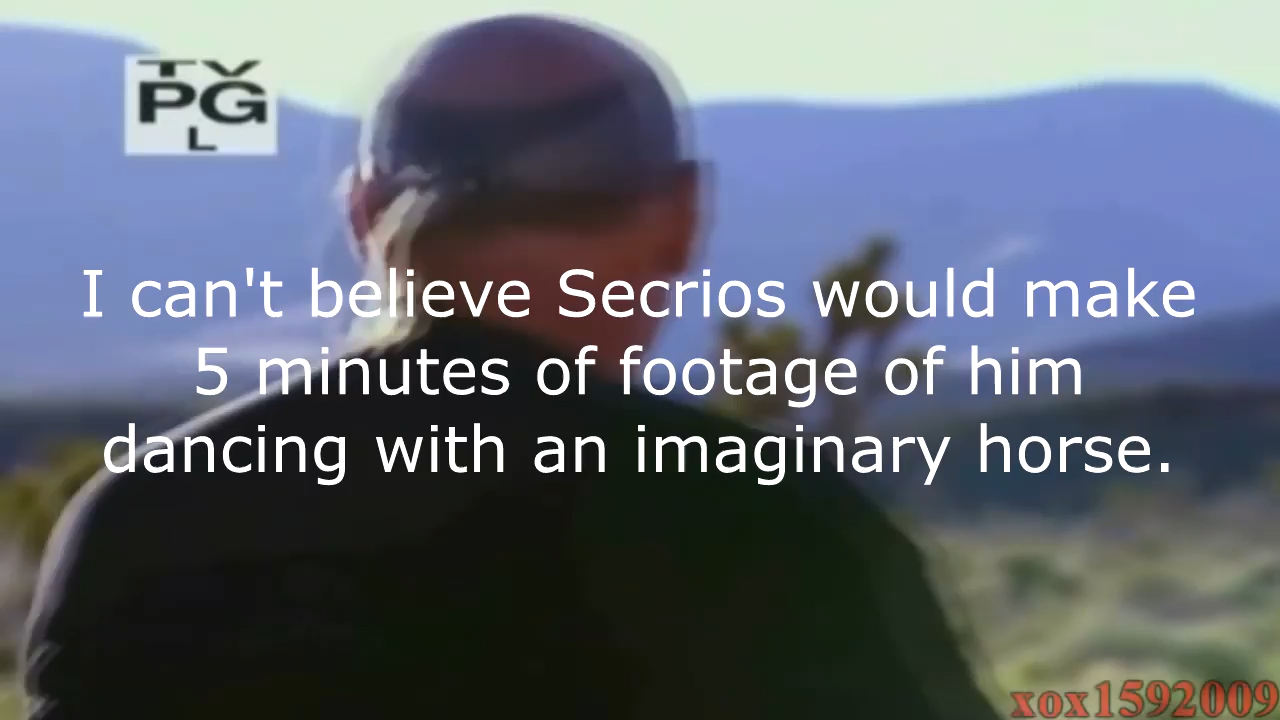 TV
PG
L
I can't believe Secrios would make
5 minutes of footage of him
dancing with an imaginary horse.
xox1592009